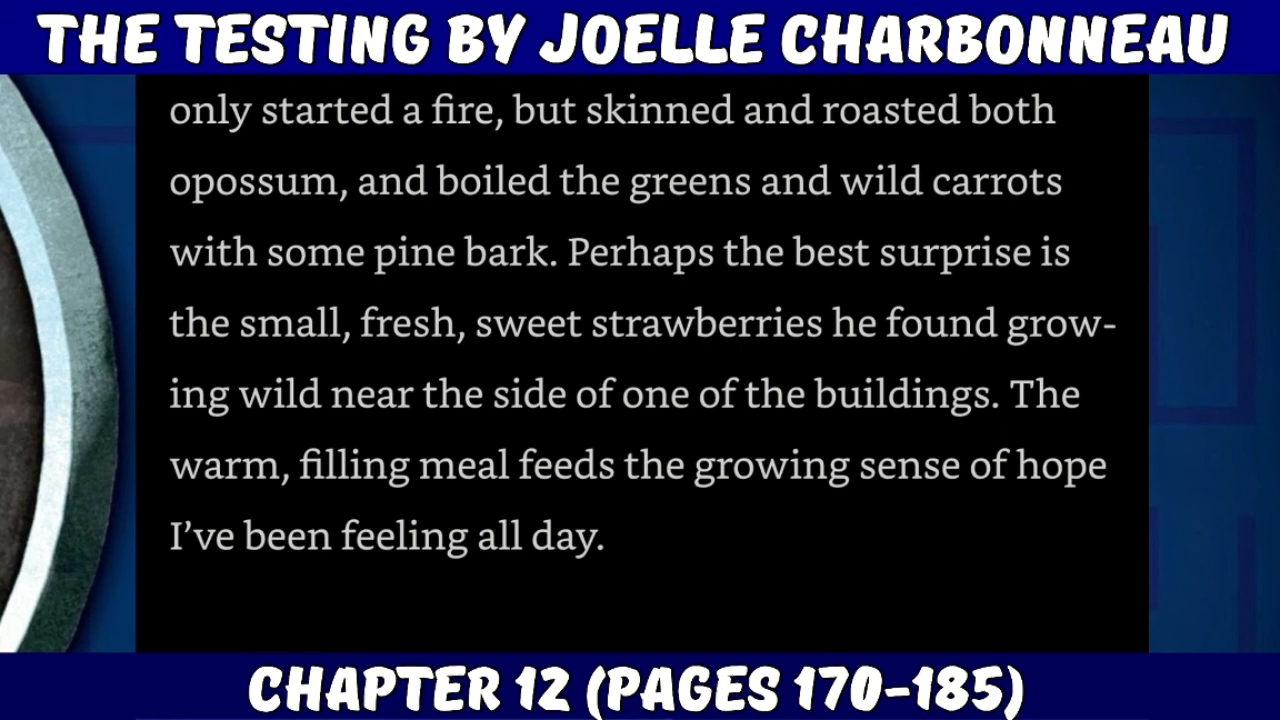 THE TESTING BY JOELLE CHARBONNEAU
only started a fire, but skinned and roasted both
opossum, and boiled the greens and wild carrots
with some pine bark. Perhaps the best surprise is
the small, fresh, sweet strawberries he found grow-
ing wild near the side of one of the buildings. The
warm, filling meal feeds the growing sense of hope
I’ve been feeling all day.
CHAPTER 12 (PAGES 170-185)